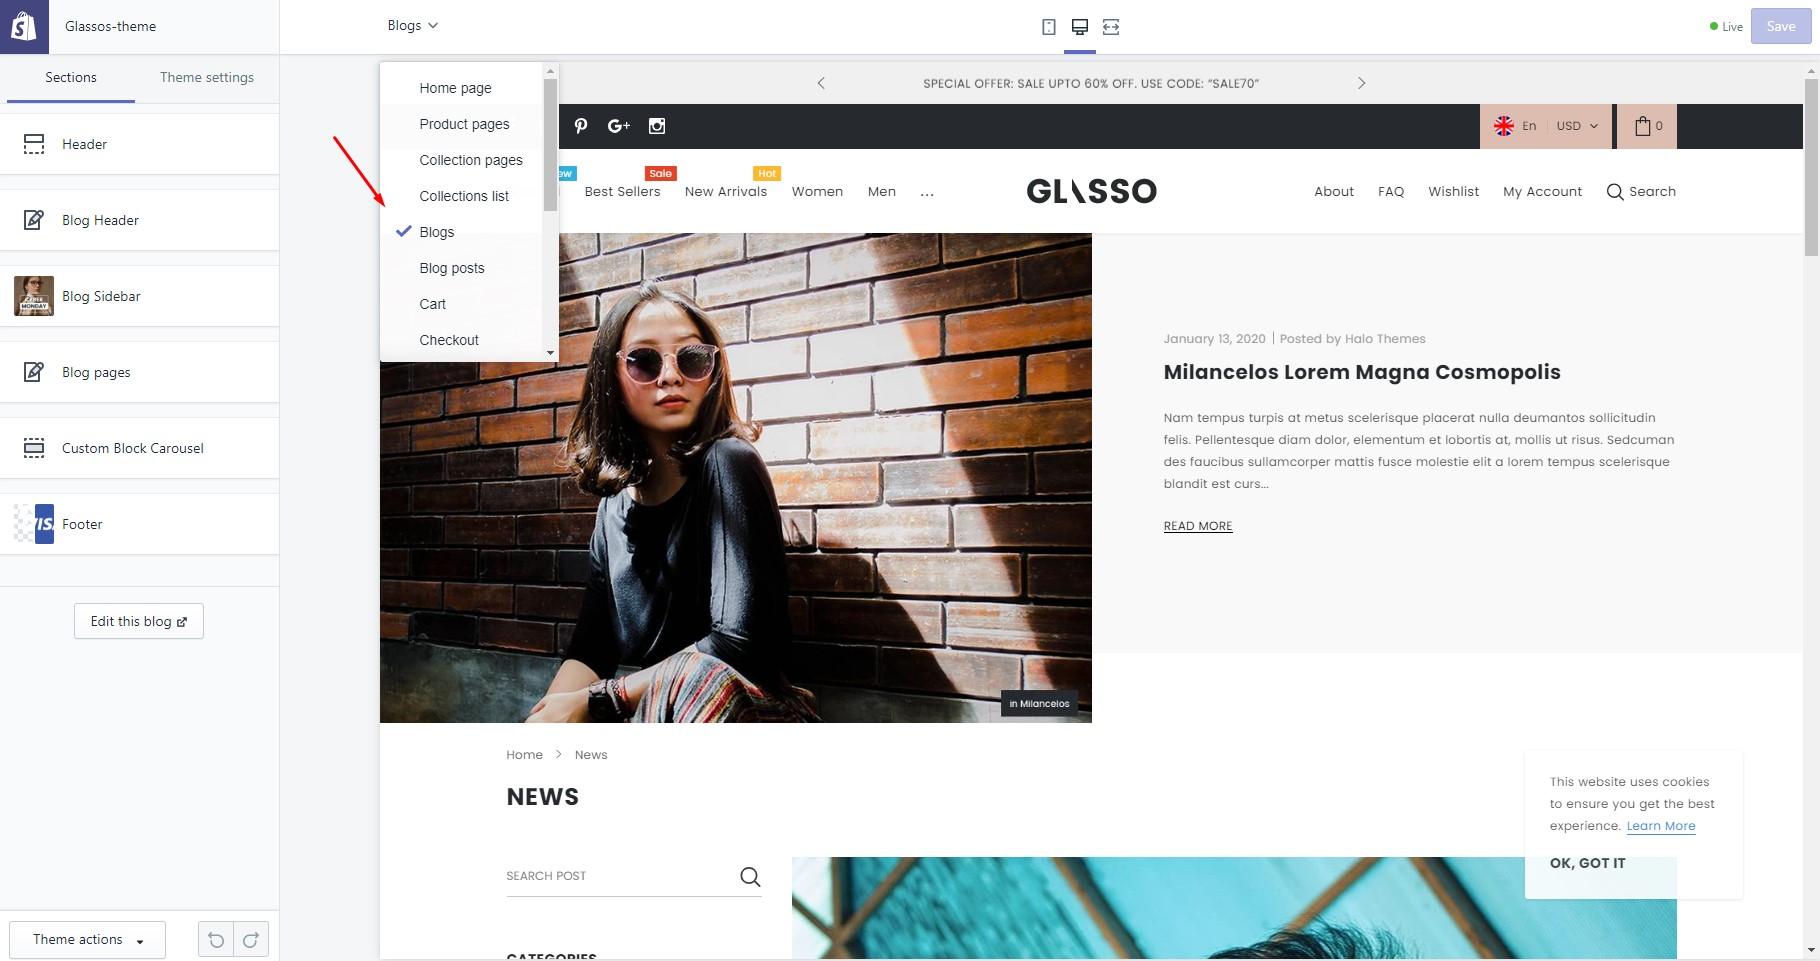 Glassos-theme
Blogs
Live
Save
Sections
Theme settings
Header
Blog Header
Blog Sidebar
Blog pages
Custom Block Carousel
Footer
Edit this blog
Theme actions
Home page
Product pages
Collection pages
Collections list
Blogs
Blog posts
Cart
Checkout
SPECIAL OFFER: SALE UPTO 60% OFF. USE CODE: “SALE70”
En
USD
0
ew
Sale
Hot
Best Sellers
New Arrivals
Women
Men
...
GLASSO
About
FAQ
Wishlist
My Account
Search
January 13, 2020 | Posted by Halo Themes
Milancelos Lorem Magna Cosmopolis
Nam tempus turpis at metus scelerisque placerat nulla deumantos sollicitudin
felis. Pellentesque diam dolor, elementum et lobortis at, mollis ut risus. Sedcuman
des faucibus sullamcorper mattis fusce molestie elit a lorem tempus scelerisque
blandit est curs...
READ MORE
in Milancelos
Home > News
NEWS
SEARCH POST
CATEGORIES
This website uses cookies
to ensure you get the best
experience. Learn More
OK, GOT IT